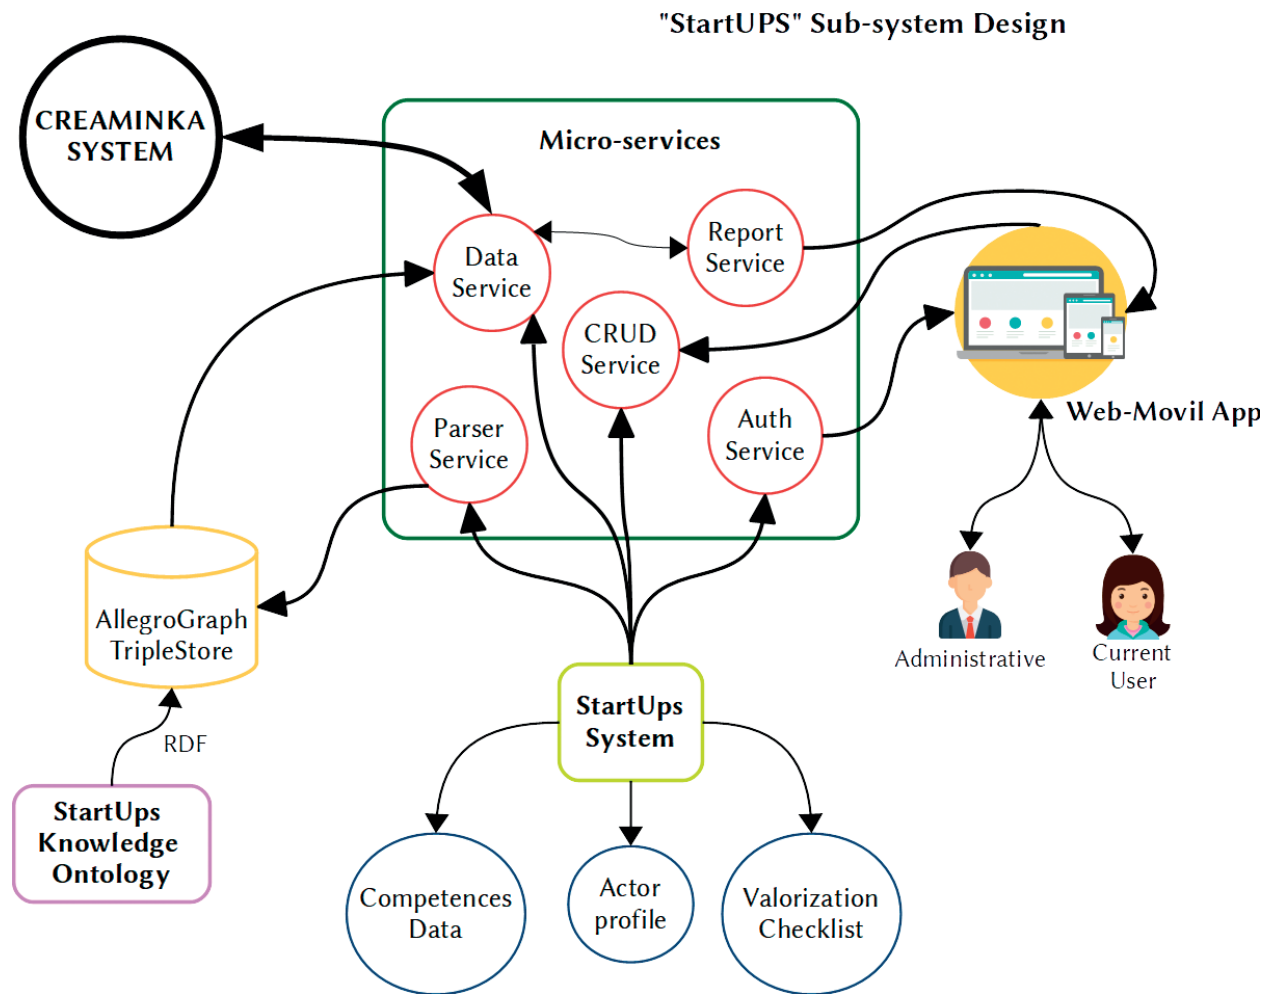 "StartUPS" Sub-system Design
CREAMINKA
SYSTEM
Micro-services
Data
Service
Report
Service
CRUD
Service
Parser
Service
Auth
Service
Web-Movil App
AllegroGraph
TripleStore
Administrative
Current
User
RDF
StartUps
System
StartUps
Knowledge
Ontology
Competences
Data
Actor
profile
Valorization
Checklist